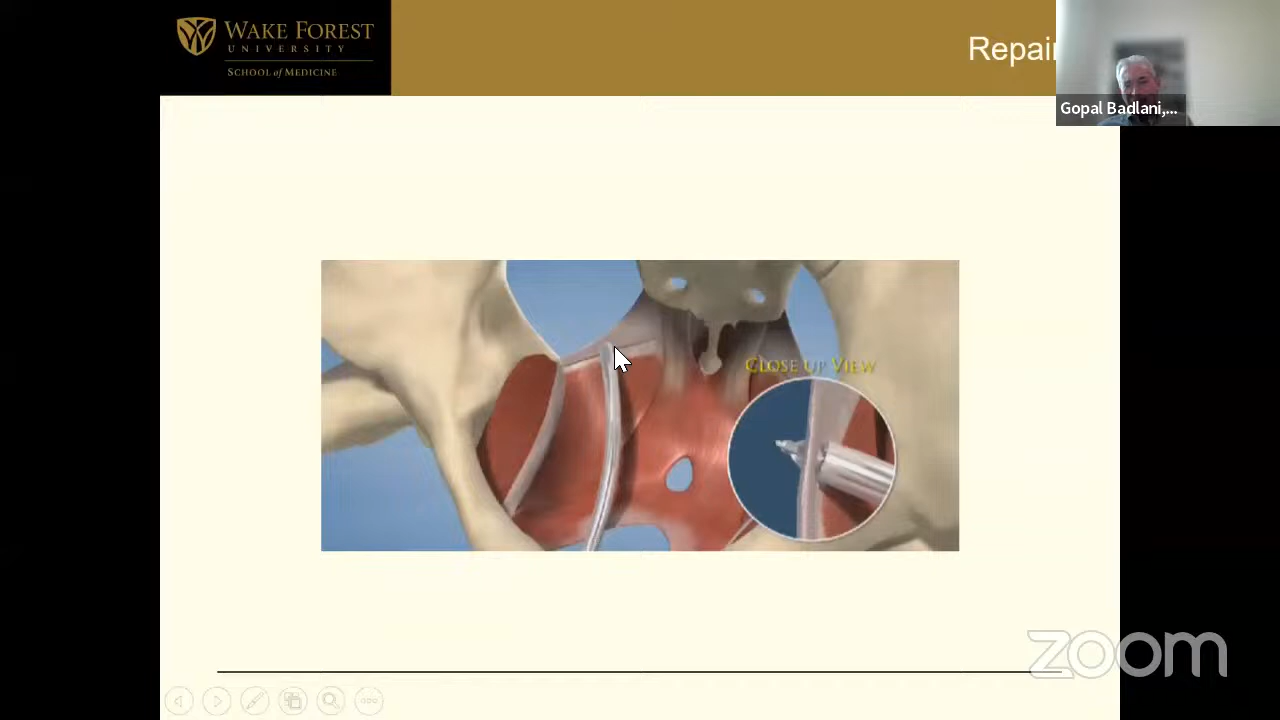 WAKE FOREST
UNIVERSITY
SCHOOL of MEDICINE
Repair
Gopal Badlani,...
CLOSE UP VIEW
zoom